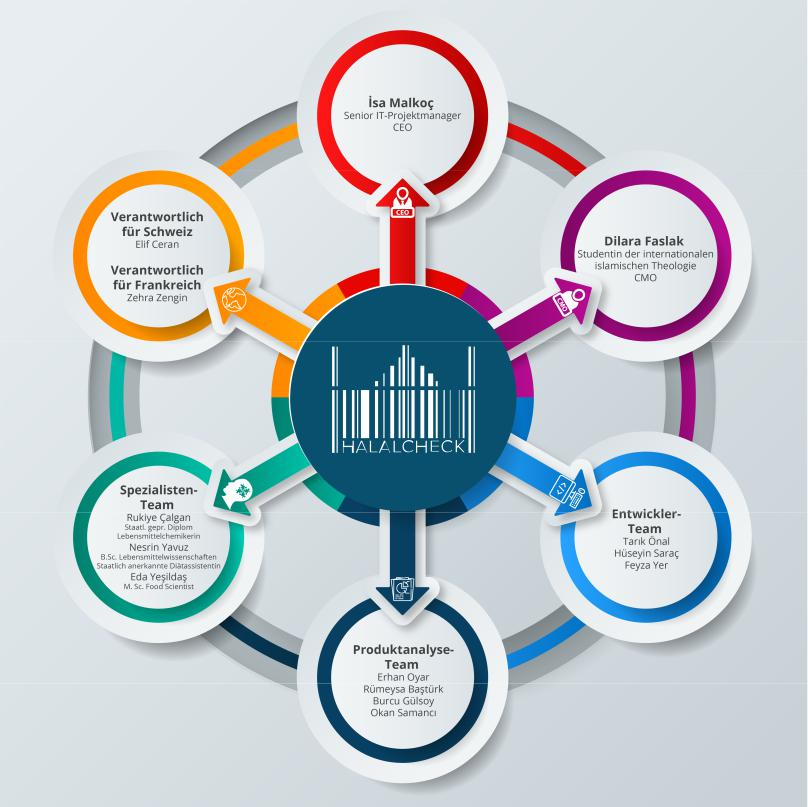 İsa Malkoç
Senior IT-Projektmanager
CEO
CEO
Verantwortlich
für Schweiz
Elif Ceran
Verantwortlich
für Frankreich
Zehra Zengin
Dilara Faslak
Studentin der internationalen
islamischen Theologie
CMO
CMO
HALALCHECK
Spezialisten-
Team
Rukiye Çalgan
Staatl. gepr. Diplom
Lebensmittelchemikerin
Nesrin Yavuz
B.Sc. Lebensmittelwissenschaften
Staatlich anerkannte Diätassistentin
Eda Yeşildaş
M. Sc. Food Scientist
</>
Entwickler-
Team
Tarık Önal
Hüseyin Saraç
Feyza Yer
Produktanalyse-
Team
Erhan Oyar
Rümeysa Baştürk
Burcu Gülsoy
Okan Samancı